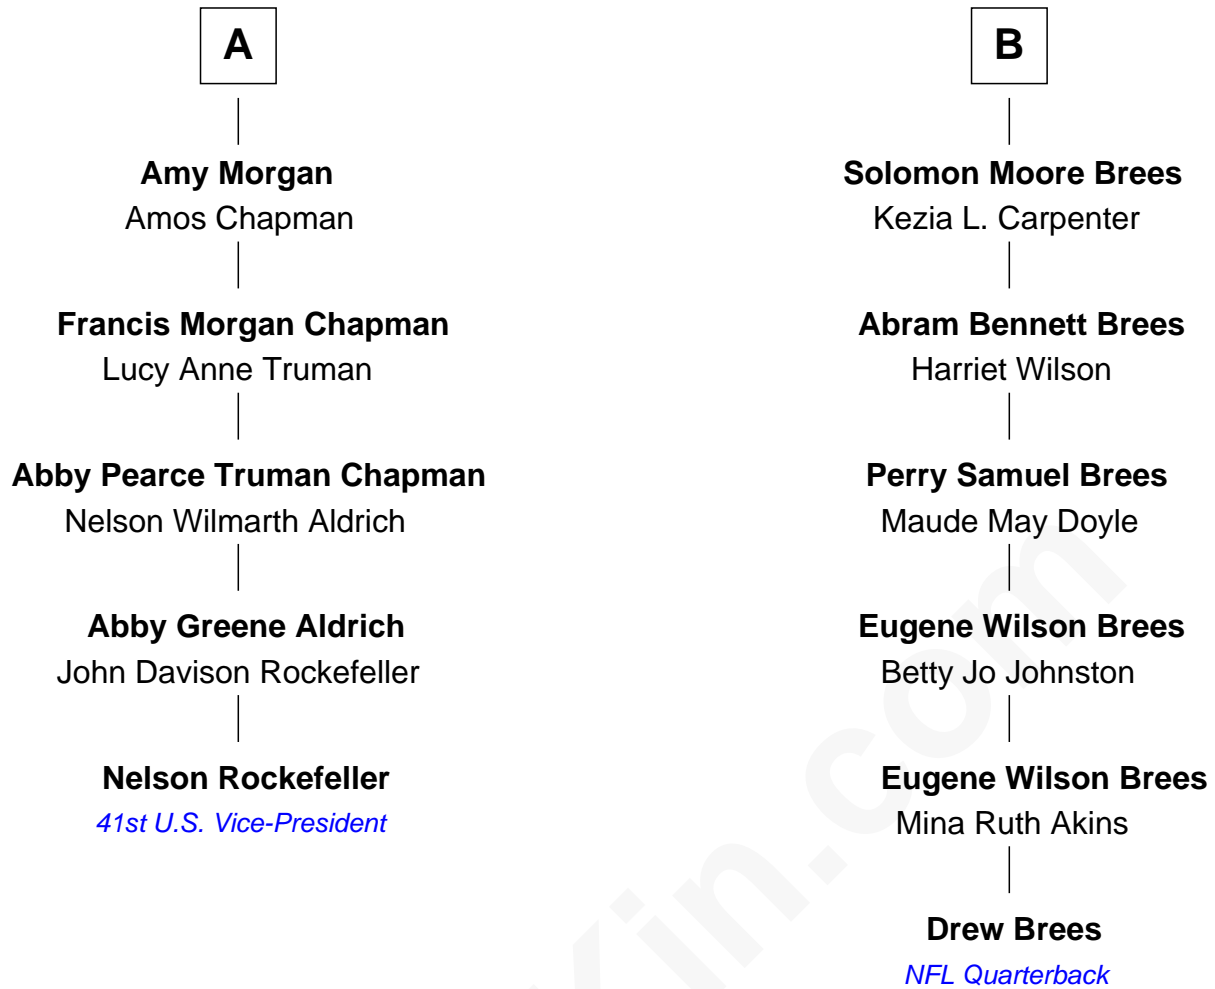 A
Amy Morgan
Amos Chapman
Francis Morgan Chapman
Lucy Anne Truman
Abby Pearce Truman Chapman
Nelson Wilmarth Aldrich
Abby Greene Aldrich
John Davison Rockefeller
Nelson Rockefeller
41st U.S. Vice-President
B
Solomon Moore Brees
Kezia L. Carpenter
Abram Bennett Brees
Harriet Wilson
Perry Samuel Brees
Maude May Doyle
Eugene Wilson Brees
Betty Jo Johnston
Eugene Wilson Brees
Mina Ruth Akins
Drew Brees
NFL Quarterback